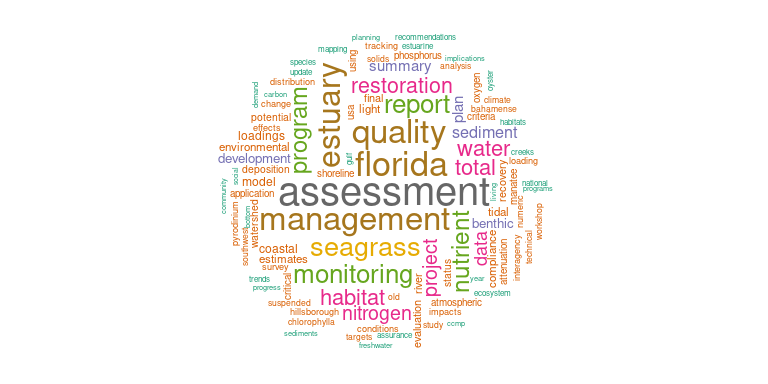 planning
recommendations
mapping
tracking
estuarine
using
solids
phosphorus
implications
species
summary
analysis
update
distribution
restoration
oxygen
oyster
demand
carbon
estuary
final
report
plan
climate
change
program
light
usa
bahamense
potential
criteria
habitats
effects
quality
sediment
loadings
water
creeks
environmental
development
gulf
florida
total
loading
deposition
shoreline
recovery
manatee
social
model
assessment
national
community
application
living
programs
bottom
watershed
management
nutrient
tidal
numeric
workshop
pyrodinium
benthic
southwest
coastal
seagrass
project
data
compliance
attenuation
interagency
technical
estimates
survey
monitoring
status
trends
critical
river
year
progress
habitat
old
ecosystem
suspended
atmospheric
hillsborough
nitrogen
evaluation
impacts
chlorophylla
conditions
study
ccmp
sediments
targets
assurance
freshwater